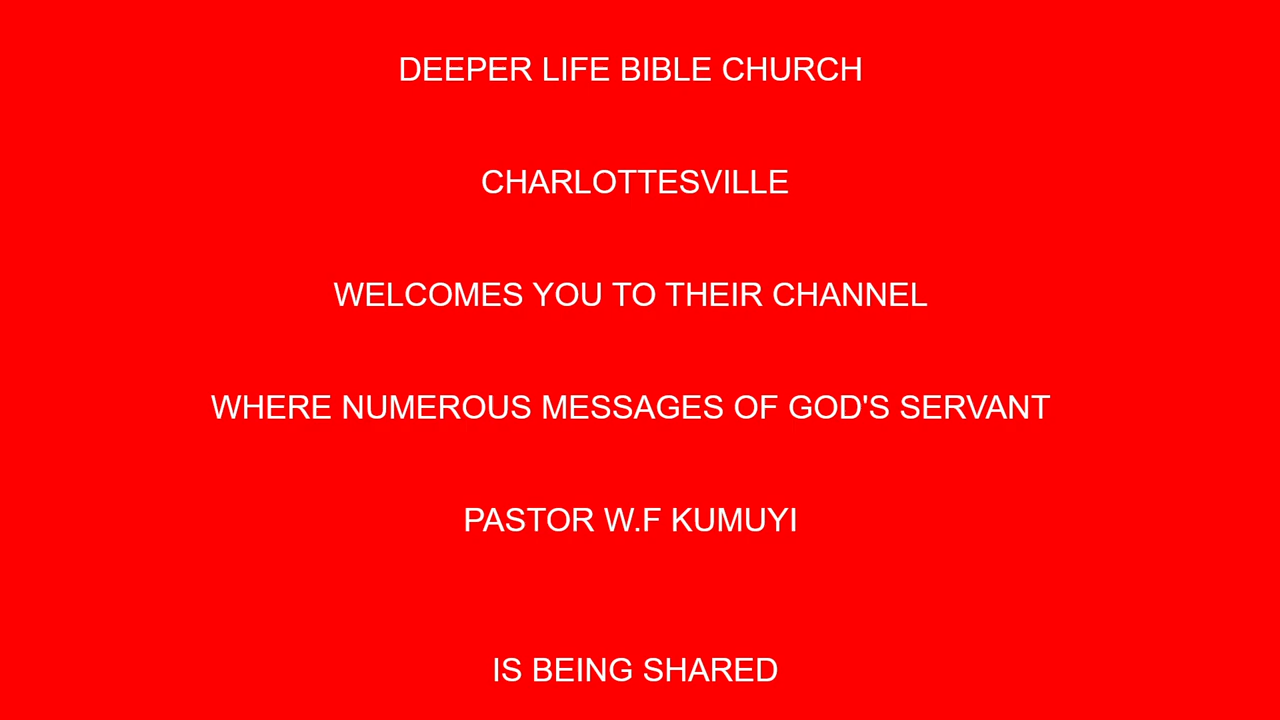 DEEPER LIFE BIBLE CHURCH
CHARLOTTESVILLE
WELCOMES YOU TO THEIR CHANNEL
WHERE NUMEROUS MESSAGES OF GOD'S SERVANT
PASTOR W.F KUMUYI
IS BEING SHARED